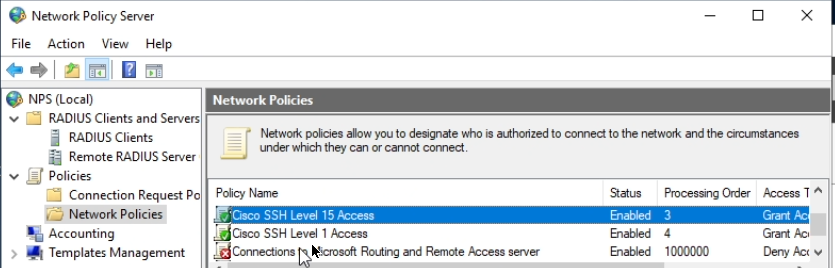 Network Policy Server
File Action View Help
NPS (Local)
RADIUS Clients and Servers
RADIUS Clients
Remote RADIUS Server
Policies
Connection Request Po
Network Policies
Accounting
Templates Management
Network Policies
Network policies allow you to designate who is authorized to connect to the network and the circumstances
under which they can or cannot connect.
Policy Name Status Processing Order Access T
Cisco SSH Level 15 Access Enabled 3 Grant Acc
Cisco SSH Level 1 Access Enabled 4 Grant Acc
Connections to Microsoft Routing and Remote Access server Enabled 1000000 Deny Acc